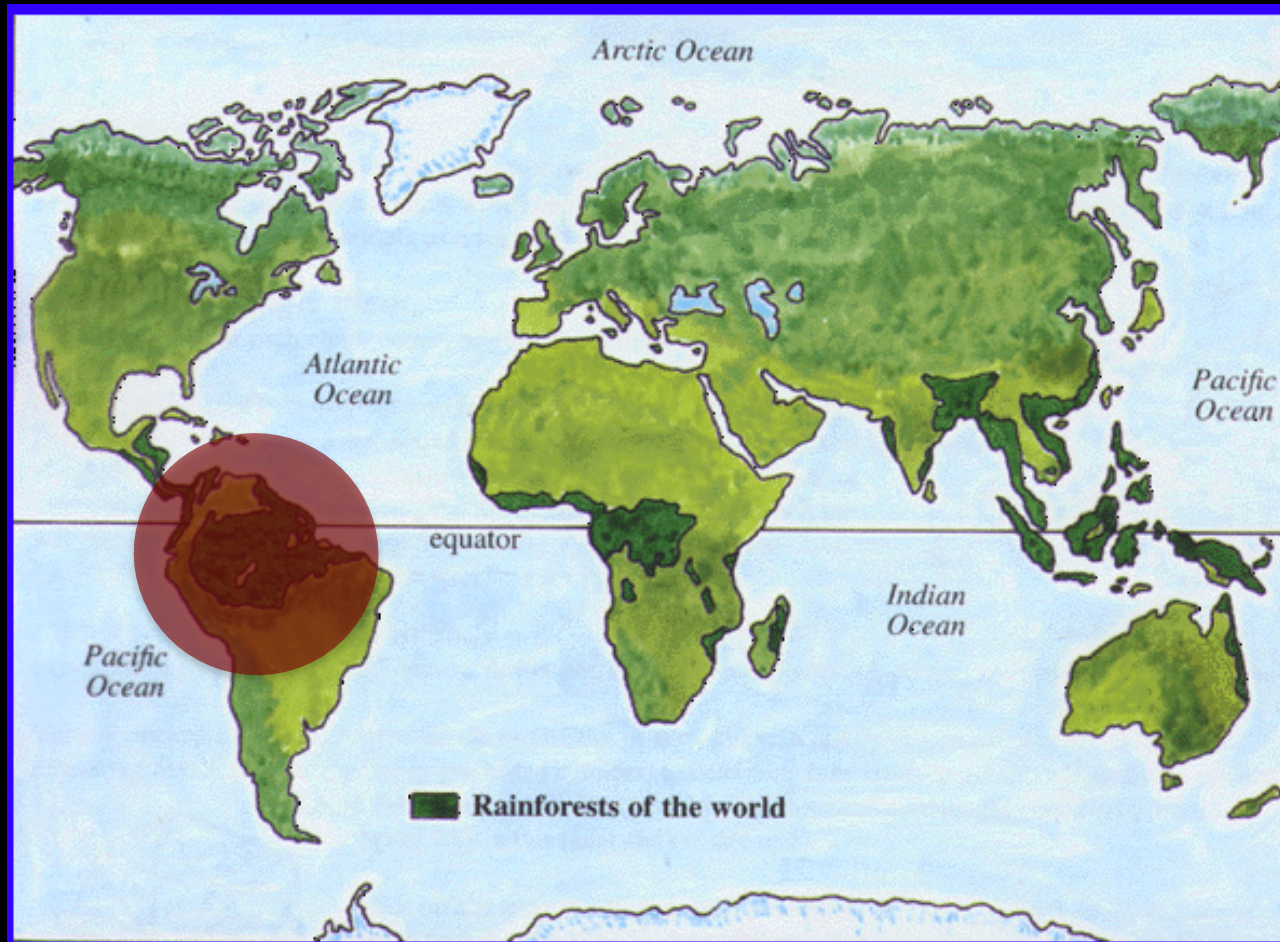 Arctic Ocean
Atlantic
Ocean
Pacific
Ocean
equator
Indian
Ocean
Pacific
Ocean
Rainforests of the world